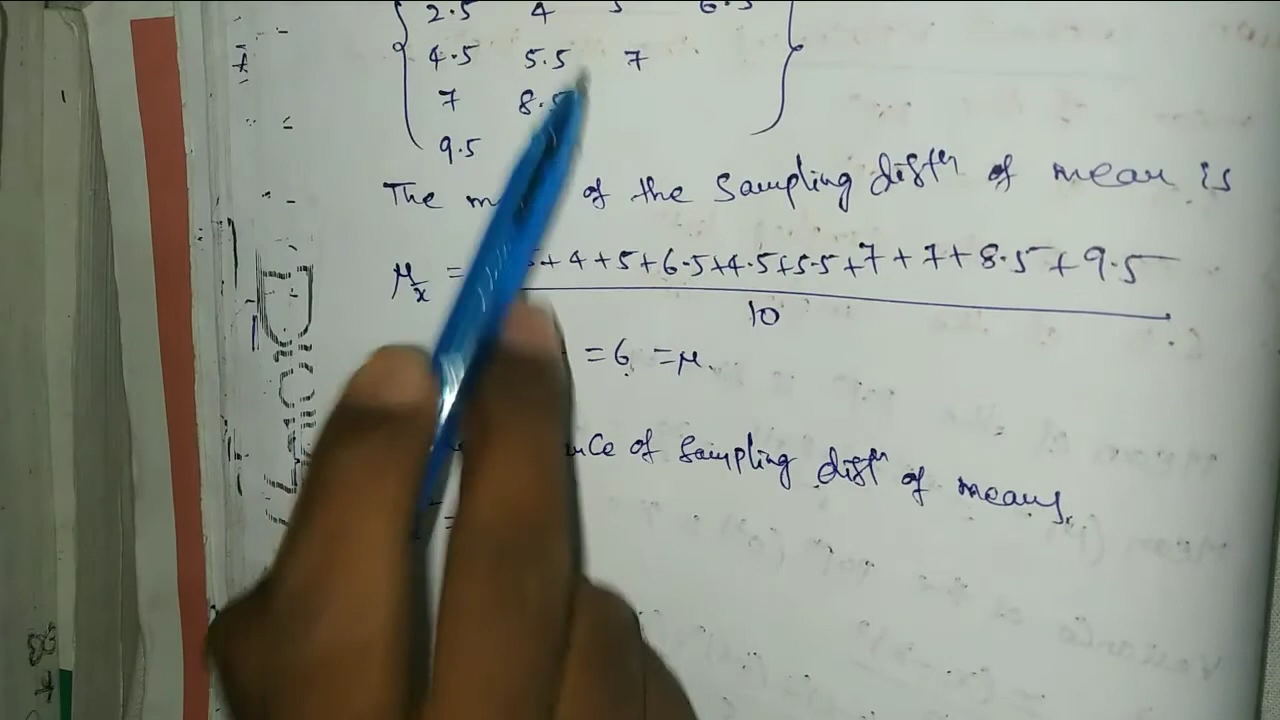 2.5 4 5 6.5
4.5 5.5 7
7 8.5
9.5
The of the Sampling distn of mean is
μx̄ = + 4 + 5 + 6.5 + 4.5 + 5.5 + 7 + 7 + 8.5 + 9.5
10
= 6 = μ.
of Sampling distn of means.